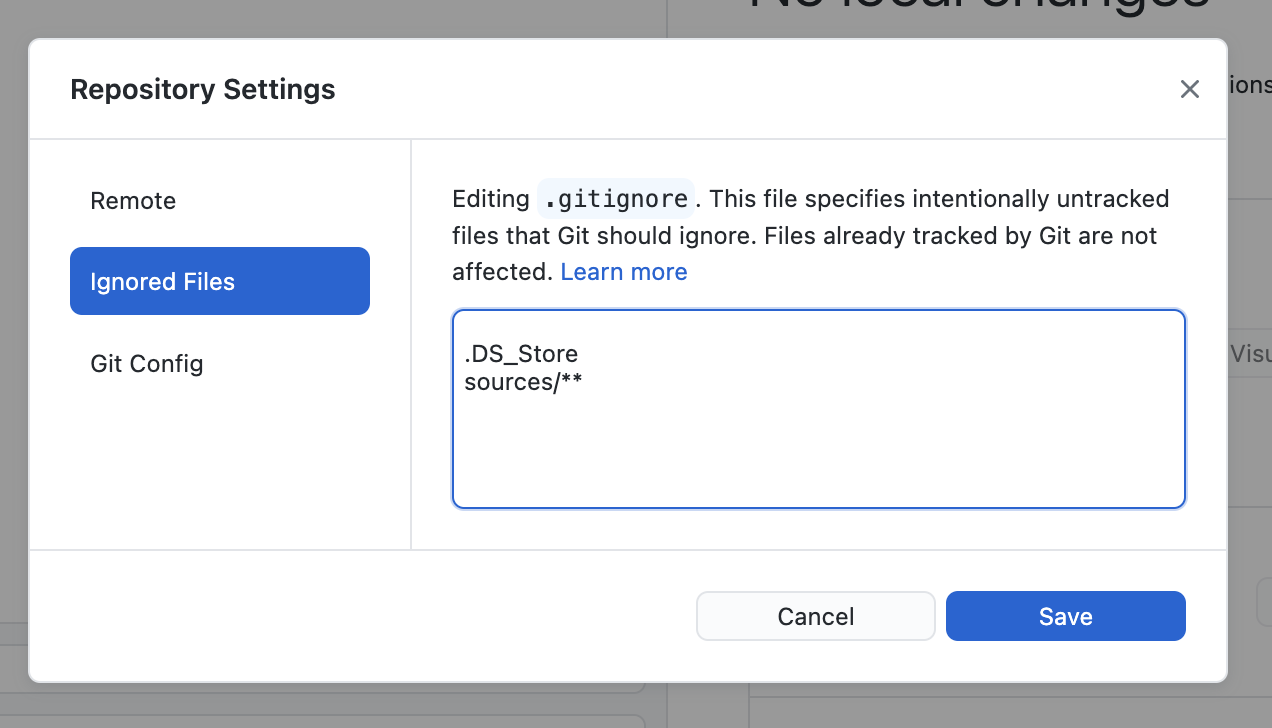 No local changes
Repository Settings
ions
Remote
Ignored Files
Git Config
Editing .gitignore. This file specifies intentionally untracked
files that Git should ignore. Files already tracked by Git are not
affected. Learn more
.DS_Store
sources/**
Visu
Cancel
Save